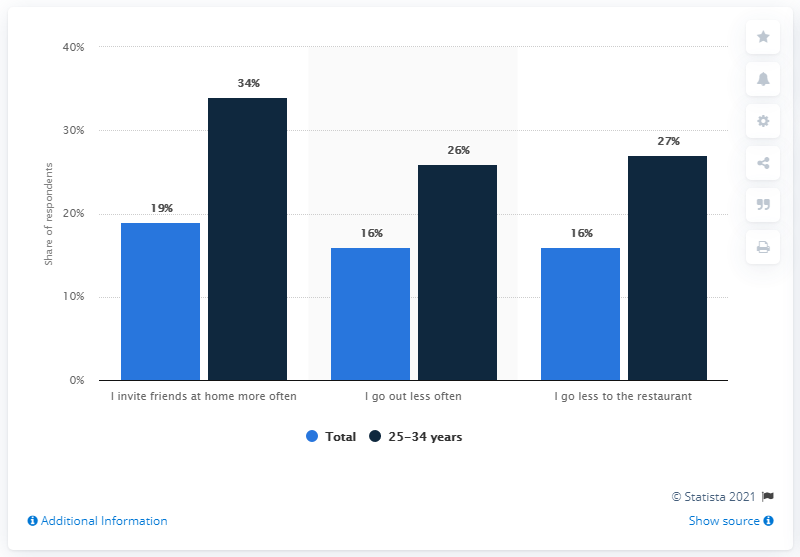 40%
30%
20%
10%
0%
Share of respondents
19%
34%
16%
26%
16%
27%
I invite friends at home more often
I go out less often
I go less to the restaurant
Total
25-34 years
© Statista 2021
Additional Information
Show source